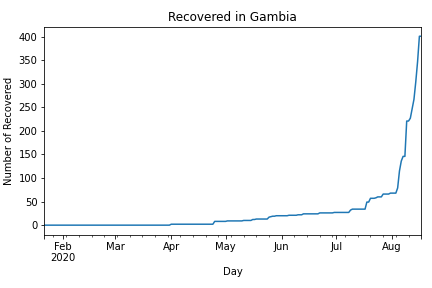 Recovered in Gambia
Number of Recovered
400
350
300
250
200
150
100
50
0
Feb
2020
Mar
Apr
May
Jun
Jul
Aug
Day